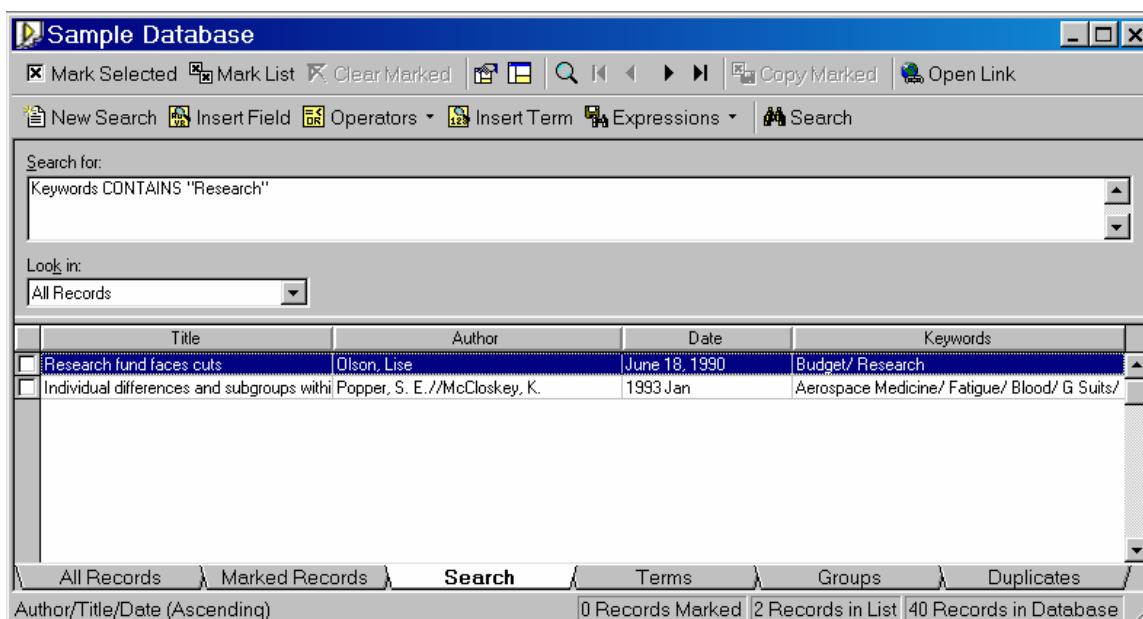 Sample Database
Mark Selected Mark List Clear Marked Copy Marked Open Link
New Search Insert Field Operators Insert Term Expressions Search
Search for:
Keywords CONTAINS "Research"
Look in:
All Records
Title Author Date Keywords
Research fund faces cuts Olson, Lise June 18, 1990 Budget/ Research
Individual differences and subgroups withi Popper, S. E.//McCloskey, K. 1993 Jan Aerospace Medicine/ Fatigue/ Blood/ G Suits/
All Records Marked Records Search Terms Groups Duplicates
Author/Title/Date (Ascending) 0 Records Marked 2 Records in List 40 Records in Database